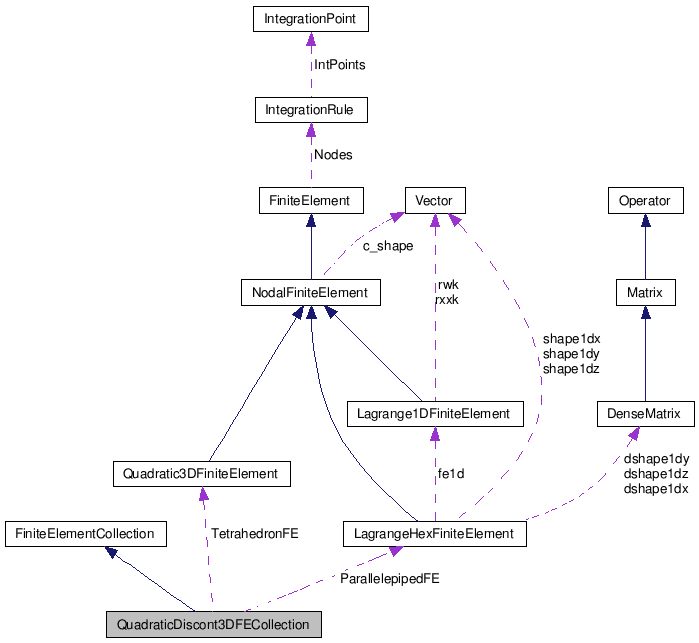 IntegrationPoint
IntPoints
IntegrationRule
Nodes
FiniteElement
Vector
Operator
c_shape
NodalFiniteElement
rwk
rxxk
Matrix
shape1dx
shape1dy
shape1dz
Lagrange1DFiniteElement
DenseMatrix
Quadratic3DFiniteElement
fe1d
dshape1dy
dshape1dz
dshape1dx
FiniteElementCollection
TetrahedronFE
LagrangeHexFiniteElement
ParallelepipedFE
QuadraticDiscont3DFECollection